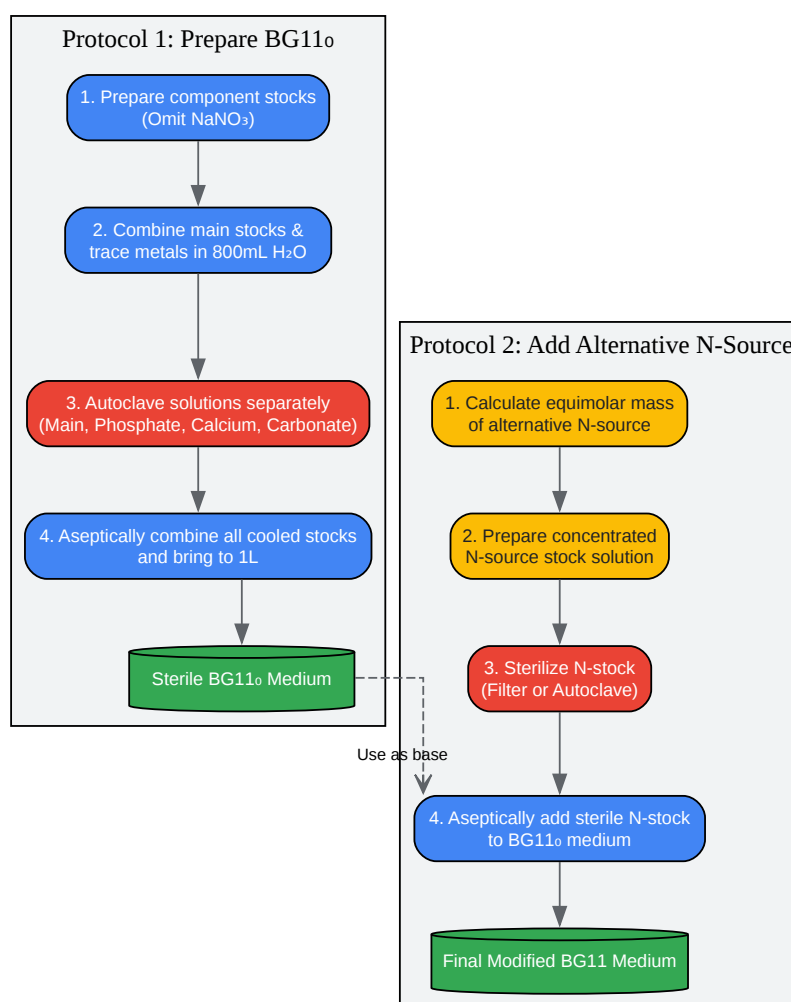 Protocol 1: Prepare BG11₀
1. Prepare component stocks
(Omit NaNO₃)
2. Combine main stocks &
trace metals in 800mL H₂O
3. Autoclave solutions separately
(Main, Phosphate, Calcium, Carbonate)
4. Aseptically combine all cooled stocks
and bring to 1L
Sterile BG11₀ Medium
Use as base
Protocol 2: Add Alternative N-Source
1. Calculate equimolar mass
of alternative N-source
2. Prepare concentrated
N-source stock solution
3. Sterilize N-stock
(Filter or Autoclave)
4. Aseptically add sterile N-stock
to BG11₀ medium
Final Modified BG11 Medium